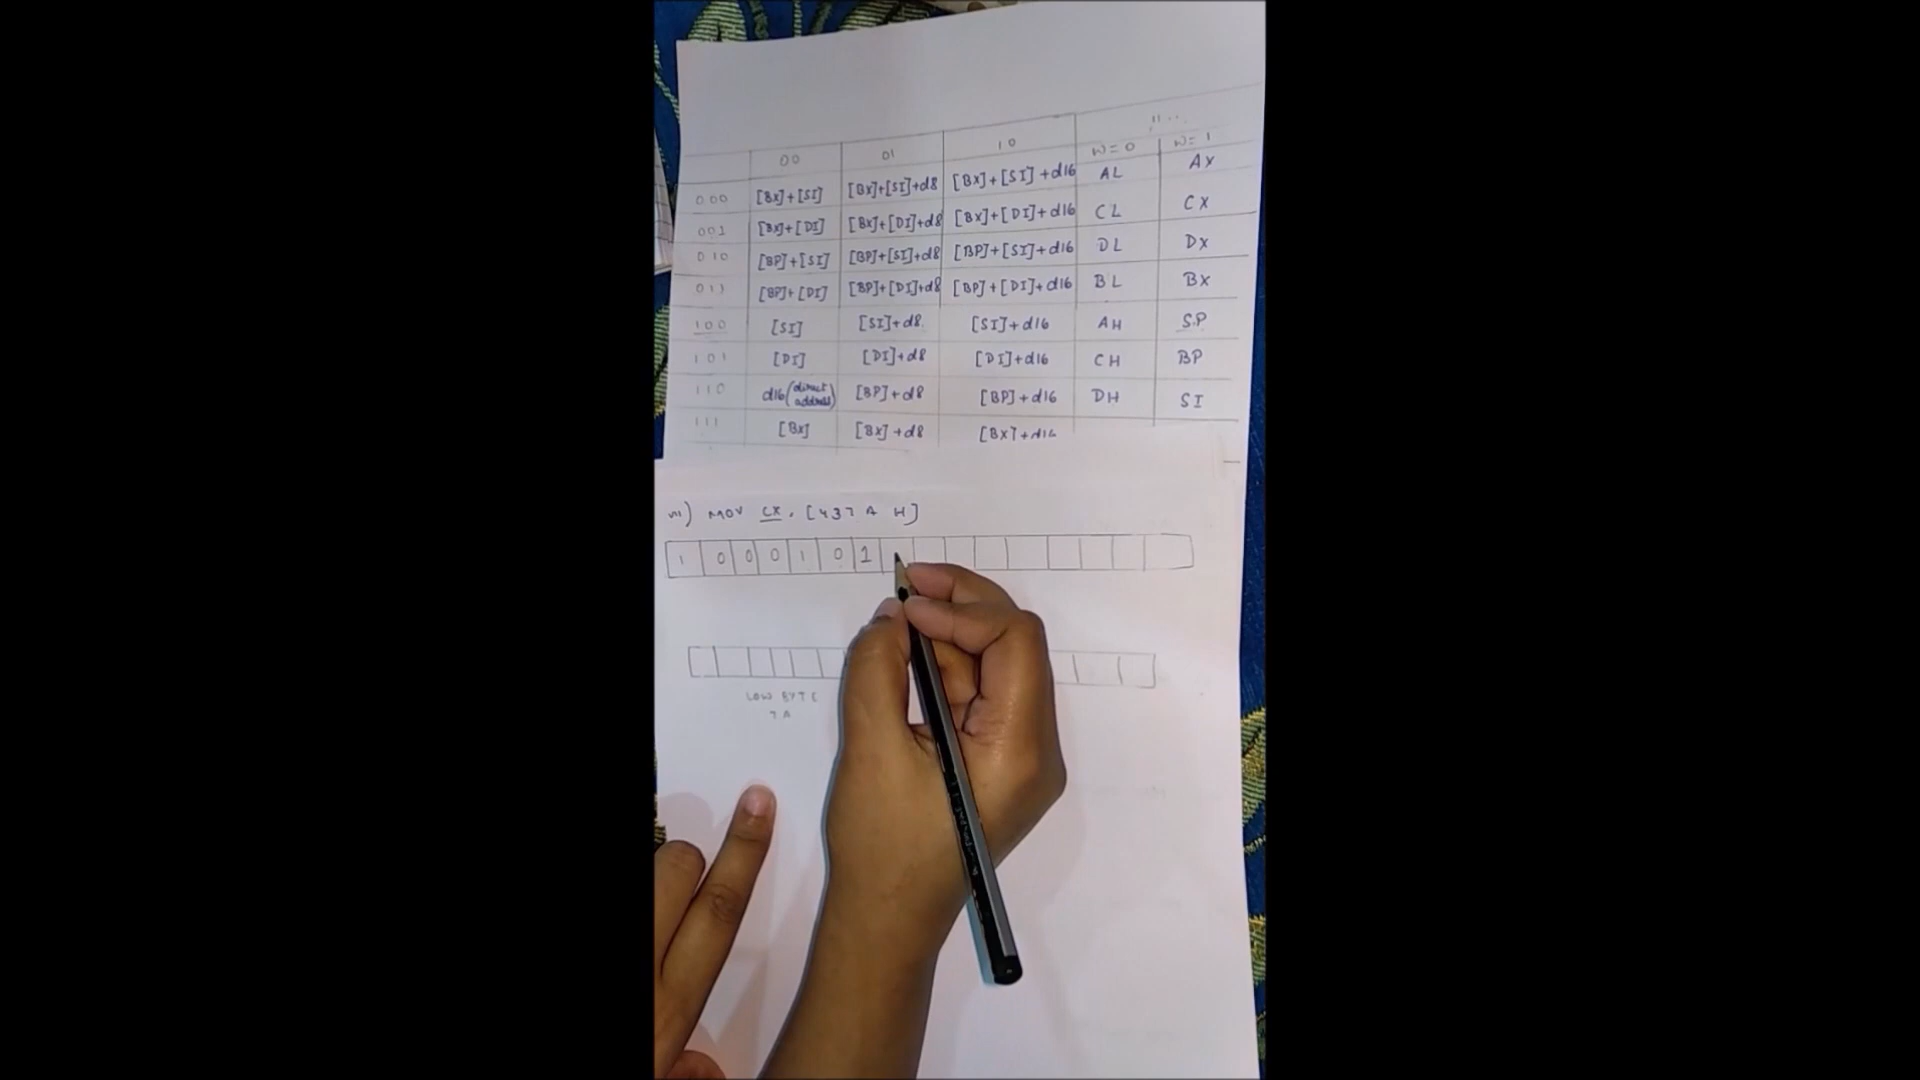 11
00 01 10 W=0 W=1
000 [BX]+[SI] [BX]+[SI]+d8 [BX]+[SI]+d16 AL AX
001 [BX]+[DI] [BX]+[DI]+d8 [BX]+[DI]+d16 CL CX
010 [BP]+[SI] [BP]+[SI]+d8 [BP]+[SI]+d16 DL DX
011 [BP]+[DI] [BP]+[DI]+d8 [BP]+[DI]+d16 BL BX
100 [SI] [SI]+d8. [SI]+d16 AH SP
101 [DI] [DI]+d8 [DI]+d16 CH BP
110 d16(direct address) [BP]+d8 [BP]+d16 DH SI
111 [BX] [BX]+d8 [BX]+d16
VII) MOV CX, [437A H]
1 0 0 0 1 0 1
LOW BYTE
7A